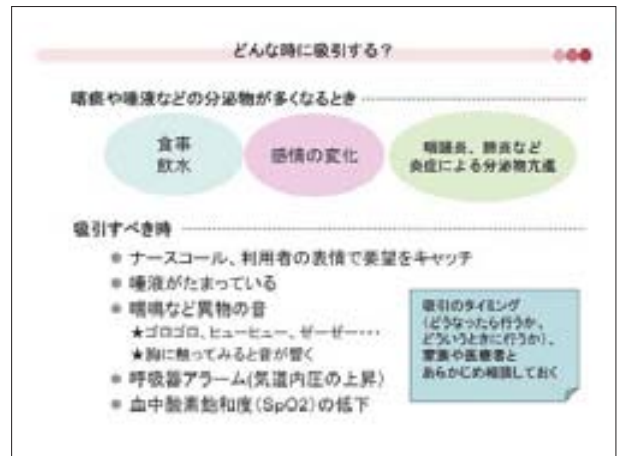 どんな時に吸引する？
喀痰や唾液などの分泌物が多くなるとき
食事
飲水
感情の変化
咽頭炎、肺炎など
炎症による分泌物亢進
吸引すべき時
ナースコール、利用者の表情で要望をキャッチ
唾液がたまっている
喘鳴など異物の音
★ゴロゴロ、ヒューヒュー、ゼーゼー・・・
★胸に触ってみると音が響く
呼吸器アラーム(気道内圧の上昇)
血中酸素飽和度(SpO2)の低下
吸引のタイミング
(どうなったら行うか、
どういうときに行うか)、
家族や医療者と
あらかじめ相談しておく